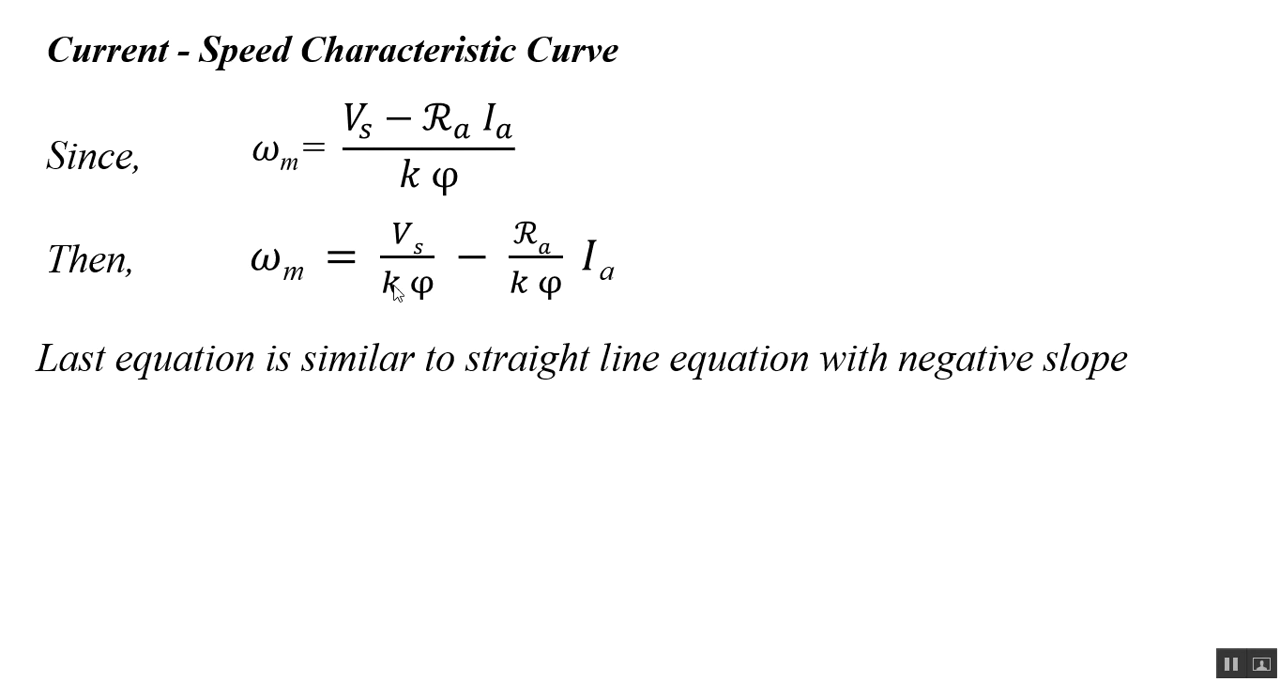 Current - Speed Characteristic Curve
Since, ω_m = (V_s − ℛ_a I_a) / (k φ)
Then, ω_m = V_s / (k φ) − ℛ_a / (k φ) I_a
Last equation is similar to straight line equation with negative slope